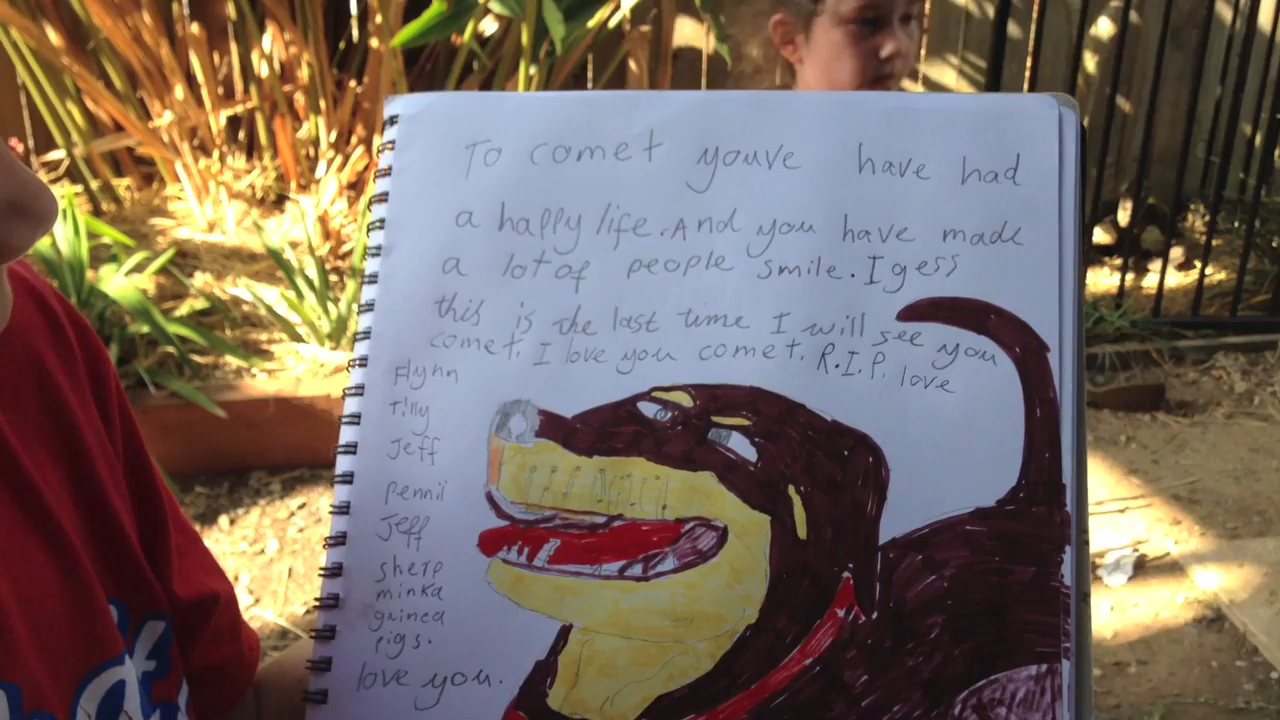 To comet youve have had
a happy life. And you have made
a lot of people smile. I gess
this is the last time I will see you
comet. I love you comet. R.I.P. love
Flynn
Tilly
Jeff
pennii
Jeff
sherp
minka
guinea
pigs.
love you.